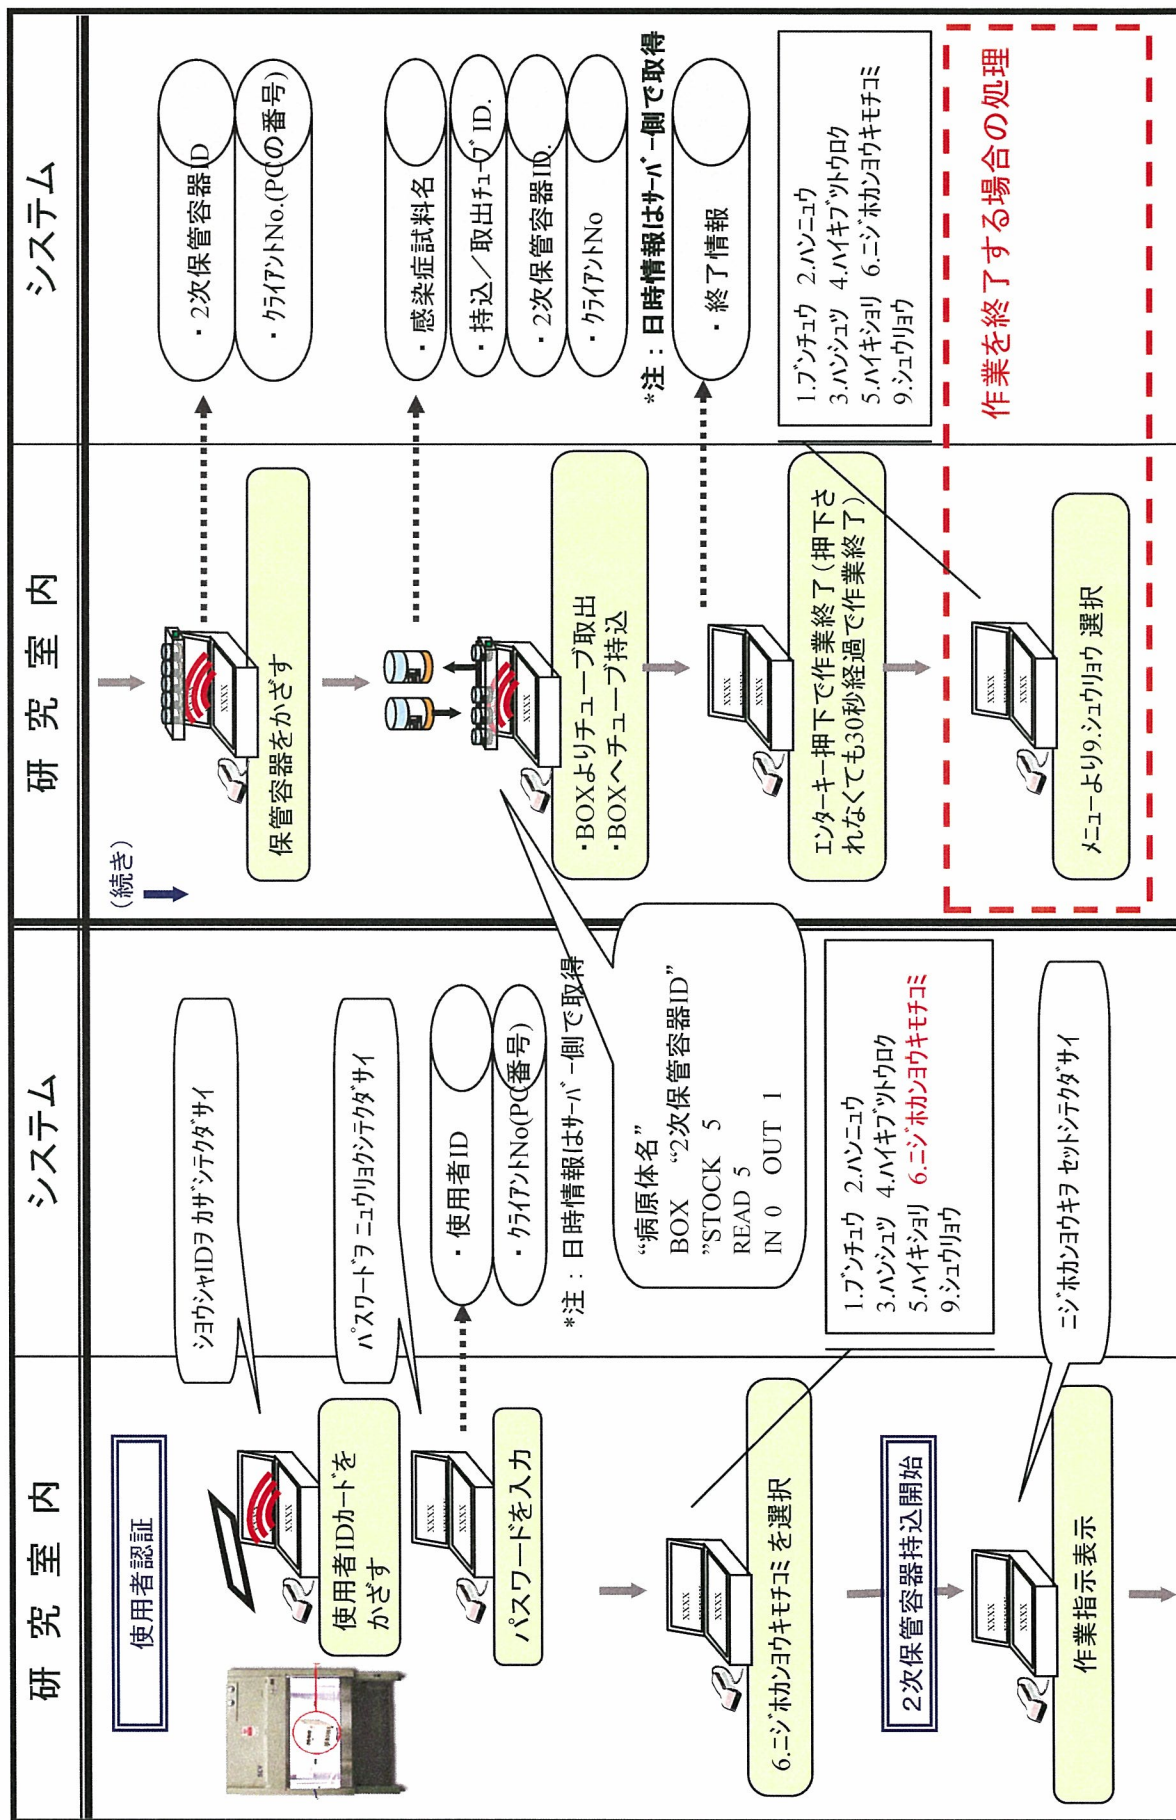 研 究 室 内
システム
使用者認証
ショウシャIDヲ カザシテクダサイ
使用者IDカードを
かざす
パスワードヲ ニュウリョクシテクダサイ
パスワードを入力
・使用者ID
・クライアントNo(PC番号)
*注：日時情報はサーバー側で取得
6.ニジホカンヨウキモチコミ を選択
1.ブンチュウ 2.ハンニュウ
3.ハンシュツ 4.ハイキブツトウロク
5.ハイキショリ 6.ニジホカンヨウキモチコミ
9.シュウリョウ
2次保管容器持込開始
作業指示表示
ニジホカンヨウキヲ セットシテクダサイ
研 究 室 内
システム
(続き)
保管容器をかざす
・2次保管容器ID
・クライアントNo.(PCの番号)
・BOXよりチューブ取出
・BOXへチューブ持込
“病原体名”
BOX “2次保管容器ID”
”STOCK 5
READ 5
IN 0 OUT 1
・感染症試料名
・持込／取出チューブID.
・2次保管容器ID.
・クライアントNo
*注：日時情報はサーバー側で取得
エンターキー押下で作業終了(押下さ
れなくても30秒経過で作業終了)
・終了情報
1.ブンチュウ 2.ハンニュウ
3.ハンシュツ 4.ハイキブツトウロク
5.ハイキショリ 6.ニジホカンヨウキモチコミ
9.シュウリョウ
メニューより9.シュウリョウ 選択
作業を終了する場合の処理
XXXX
XXXX
XXXX
XXXX
XXXX
XXXX
XXXX
XXXX
XXXX
XXXX
XXXX
XXXX
XXXX